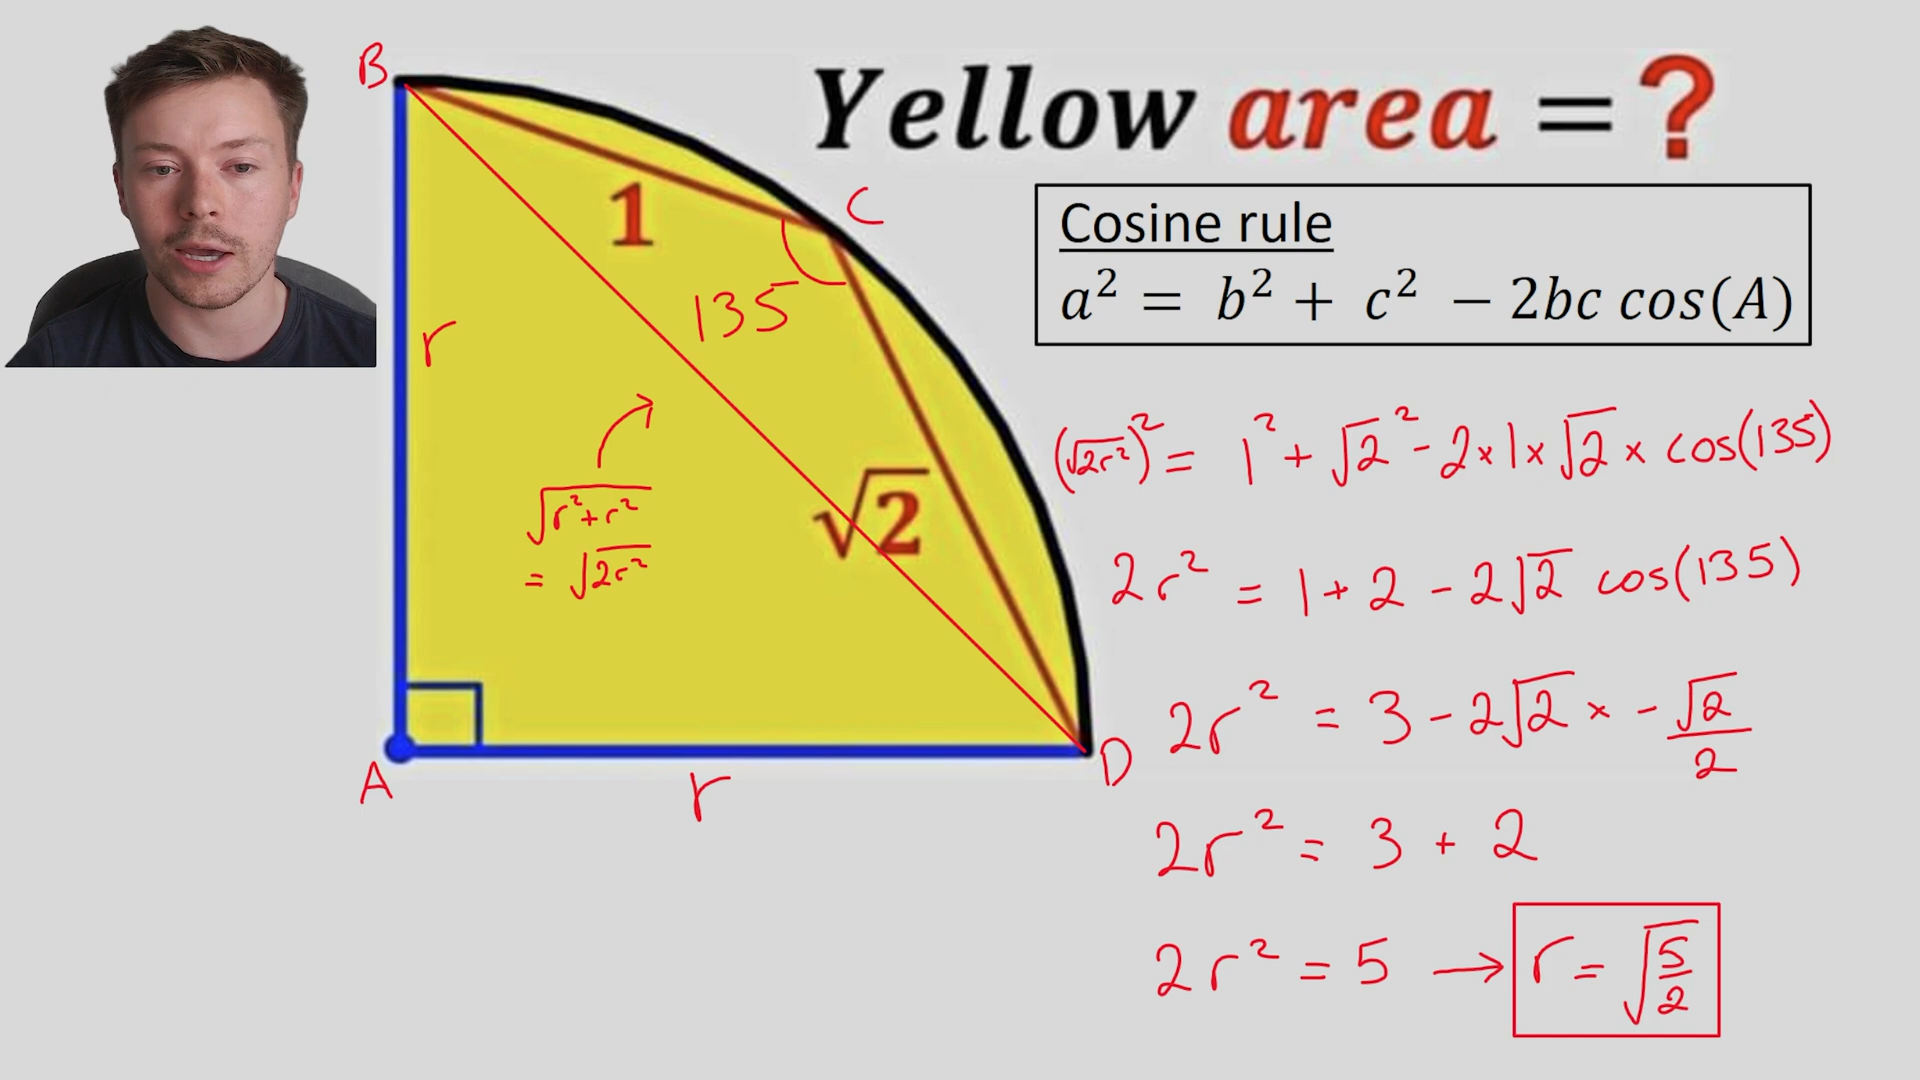 Yellow area = ?
B
C
1
135
r
√2
√(r²+r²)
= √(2r²)
A
r
D
Cosine rule
a² = b² + c² − 2bc cos(A)
(√(2r²))² = 1² + √2² - 2×1×√2 × cos(135)
2r² = 1 + 2 - 2√2 cos(135)
2r² = 3 - 2√2 × -√2/2
2r² = 3 + 2
2r² = 5 → r = √(5/2)